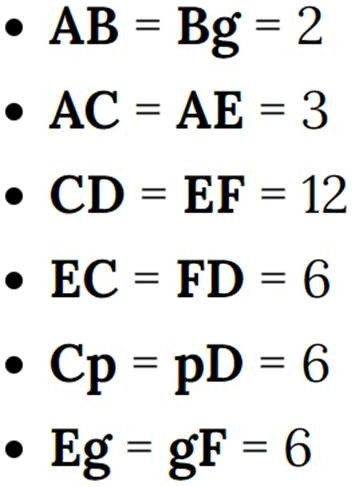 • AB = Bg = 2
• AC = AE = 3
• CD = EF = 12
• EC = FD = 6
• Cp = pD = 6
• Eg = gF = 6